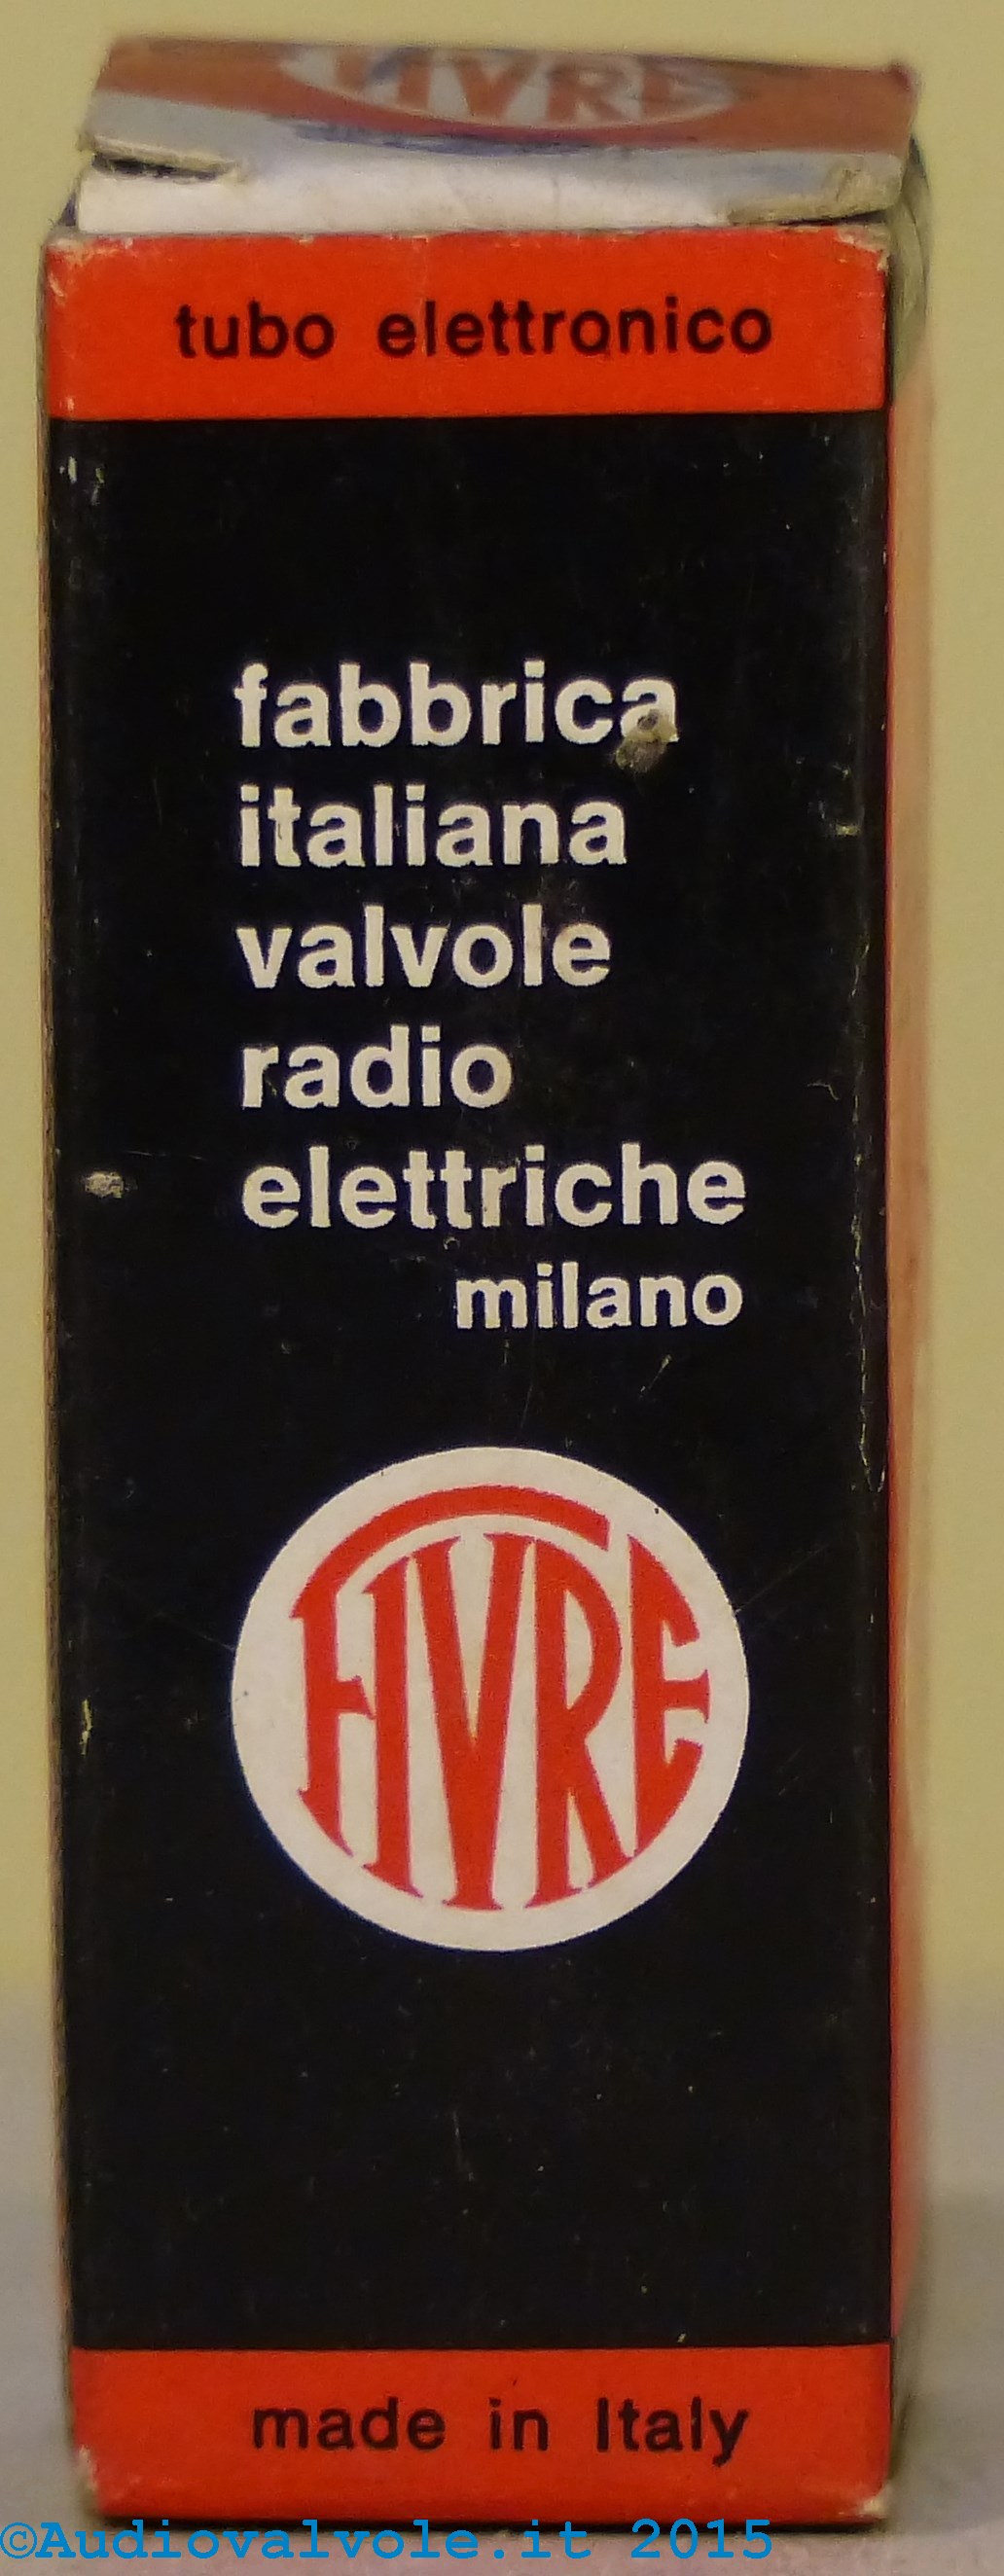 FIVRE
tubo elettronico
fabbrica
italiana
valvole
radio
elettriche
milano
FIVRE
made in Italy
©Audiovalvole.it 2015